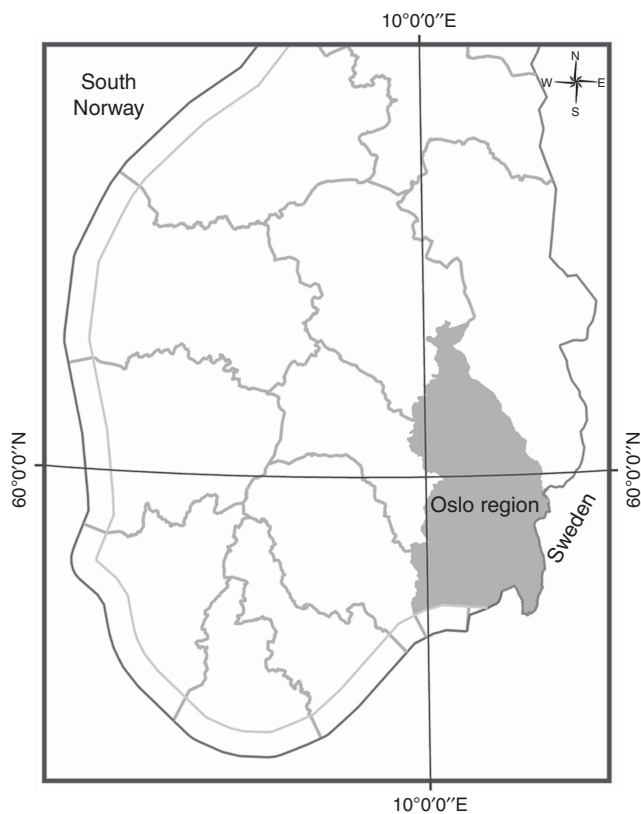 10°0′0″E
South
Norway
N
W E
S
60°0′0″N
60°0′0″N
Oslo region
Sweden
10°0′0″E